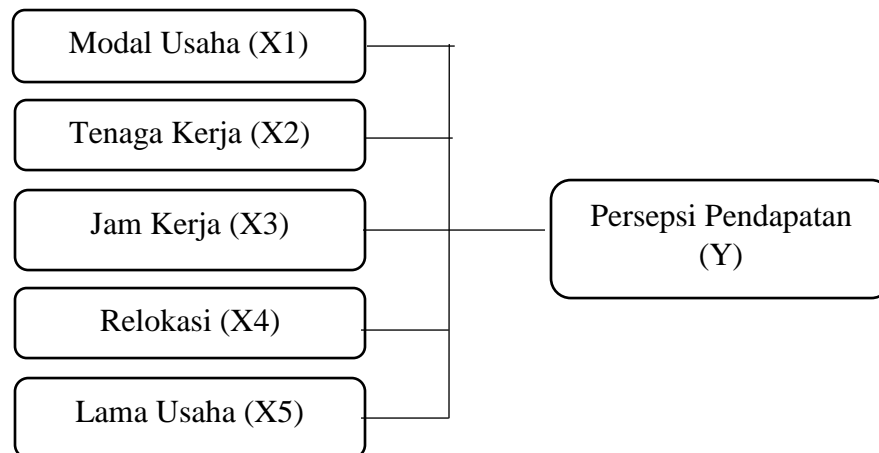 Modal Usaha (X1)
Tenaga Kerja (X2)
Jam Kerja (X3)
Relokasi (X4)
Lama Usaha (X5)
Persepsi Pendapatan
(Y)